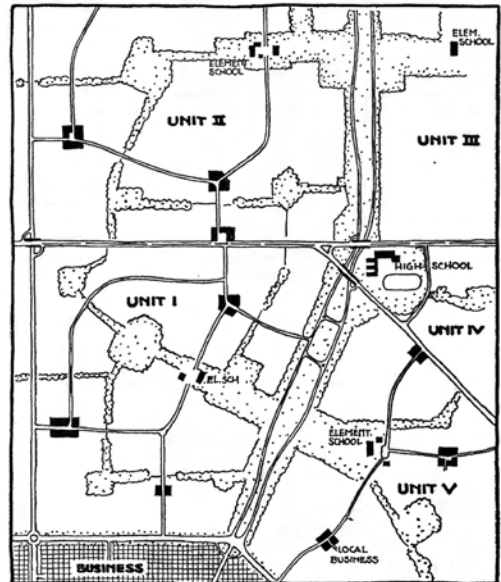 ELEM.
SCHOOL
ELEMENT.
SCHOOL
UNIT II
UNIT III
HIGH SCHOOL
UNIT I
UNIT IV
EL. SCH
ELEMENT.
SCHOOL
UNIT V
LOCAL
BUSINESS
BUSINESS